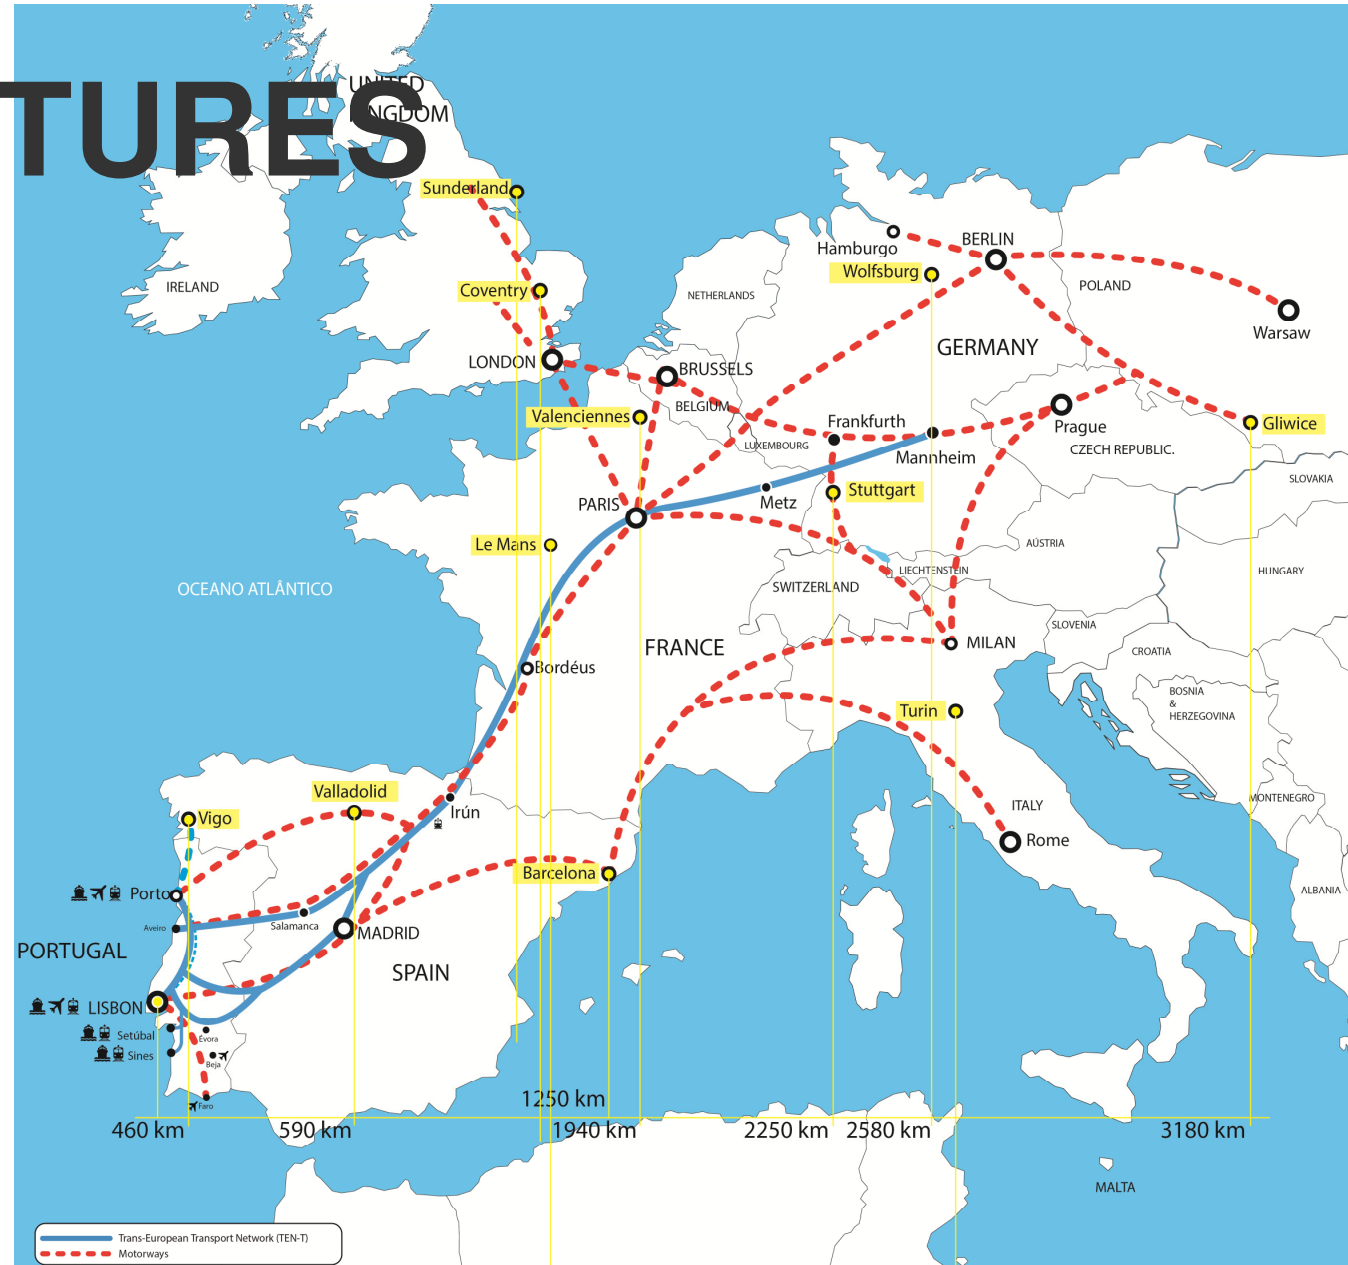 UNITED
KINGDOM
TURES
Sunderland
Hamburgo
BERLIN
Wolfsburg
IRELAND
Coventry
NETHERLANDS
POLAND
Warsaw
GERMANY
LONDON
BRUSSELS
BELGIUM
Valenciennes
Frankfurth
Prague
Gliwice
LUXEMBOURG
Mannheim
CZECH REPUBLIC.
SLOVAKIA
PARIS
Metz
Stuttgart
Le Mans
AÚSTRIA
LIECHTENSTEIN
HUNGARY
OCEANO ATLÂNTICO
SWITZERLAND
SLOVENIA
FRANCE
MILAN
CROATIA
Bordéus
BOSNIA
&
HERZEGOVINA
Turin
Valladolid
MONTENEGRO
Irún
ITALY
Vigo
Rome
Barcelona
ALBANIA
Porto
Aveiro
Salamanca
MADRID
PORTUGAL
SPAIN
LISBON
Setúbal
Évora
Sines
Beja
Faro
1250 km
460 km
590 km
1940 km
2250 km
2580 km
3180 km
MALTA
Trans-European Transport Network (TEN-T)
Motorways